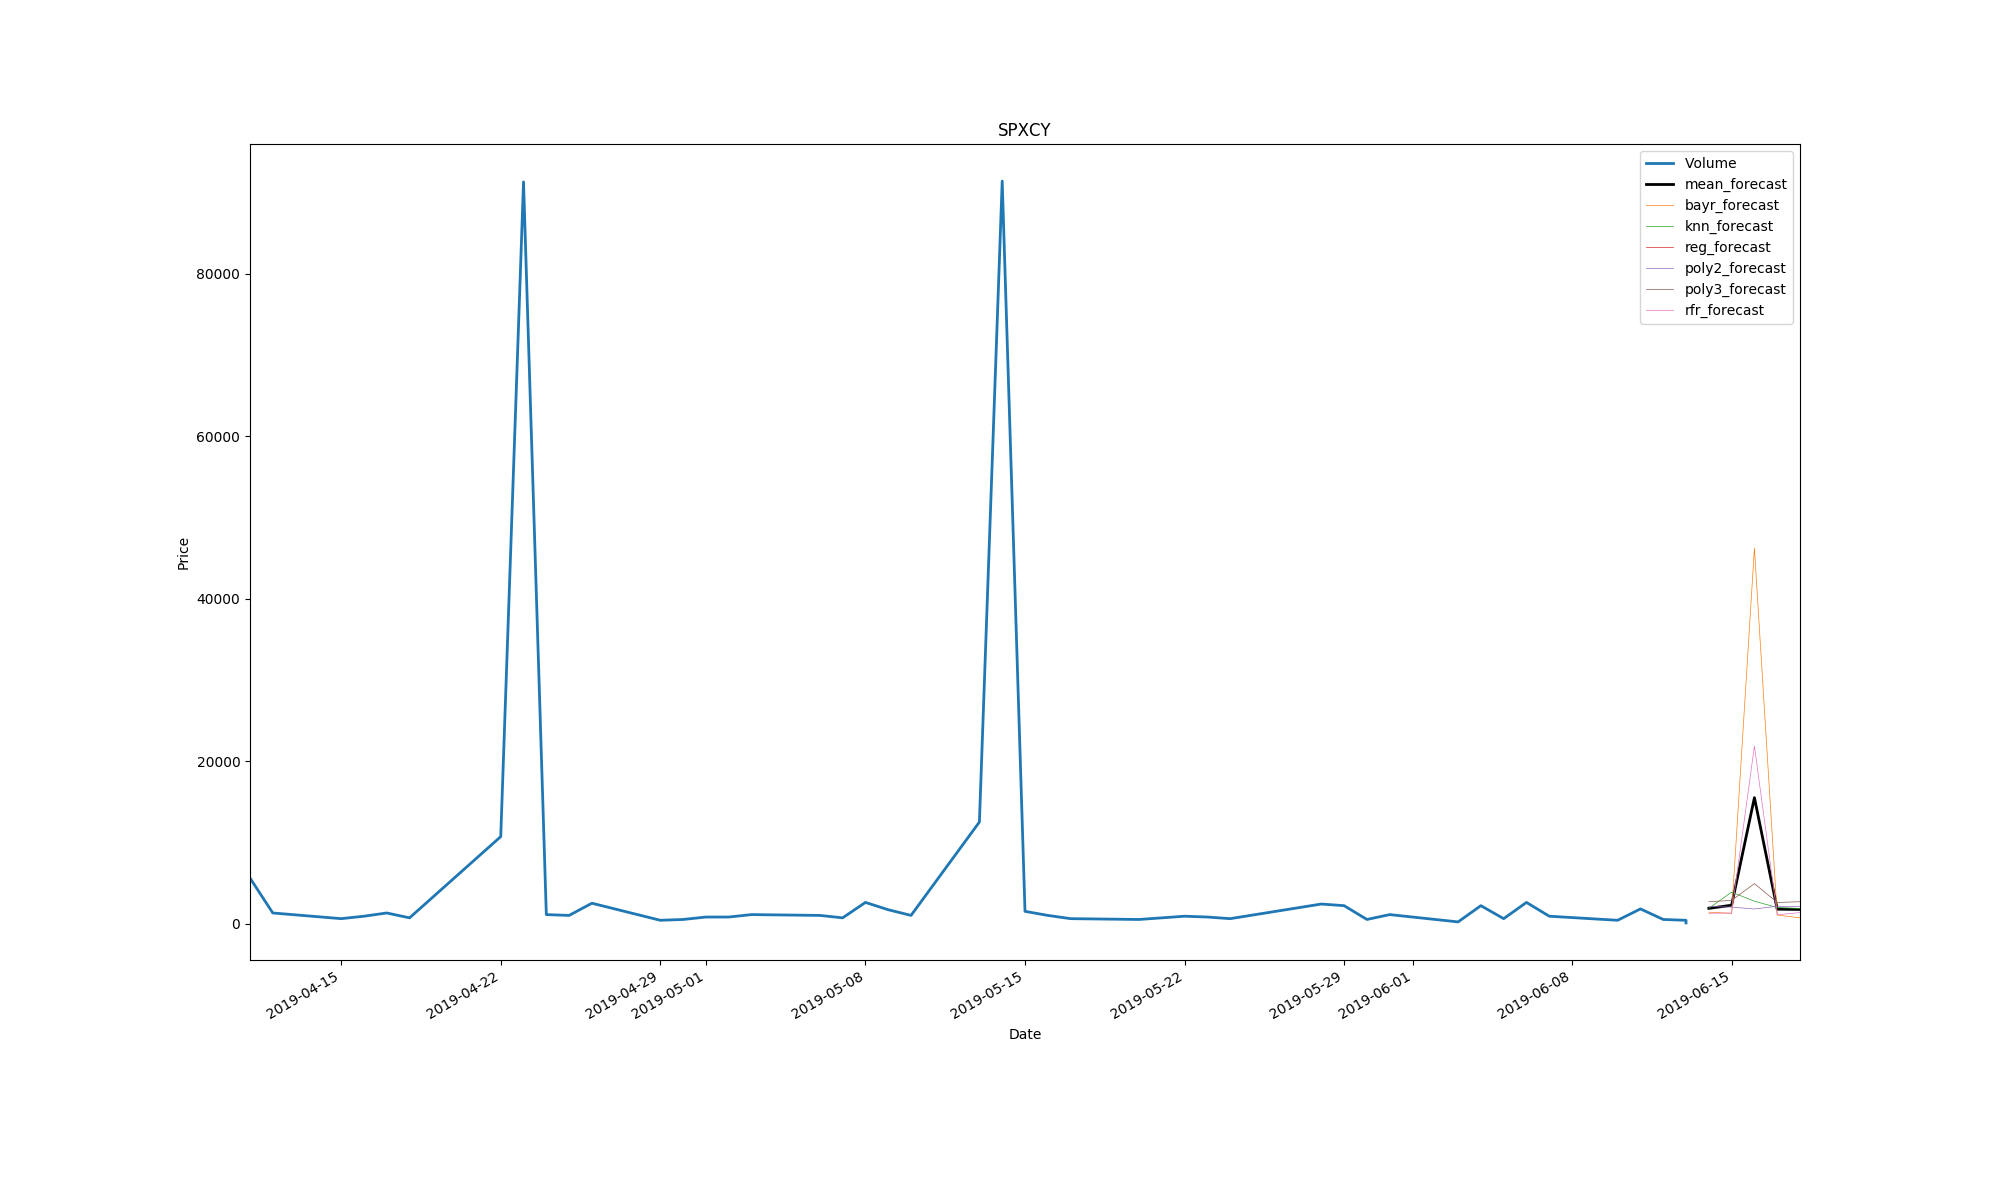 SPXCY
Volume
mean_forecast
bayr_forecast
knn_forecast
reg_forecast
poly2_forecast
poly3_forecast
rfr_forecast
80000
60000
40000
20000
0
Price
2019-04-15
2019-04-22
2019-04-29
2019-05-01
2019-05-08
2019-05-15
2019-05-22
2019-05-29
2019-06-01
2019-06-08
2019-06-15
Date